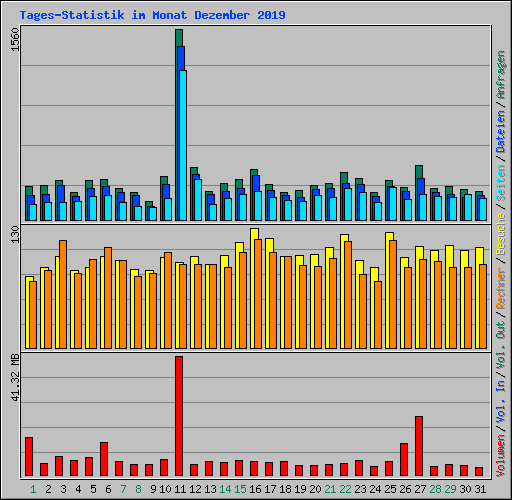 Tages-Statistik im Monat Dezember 2019
1560
130
41.32 MB
Volumen / Vol. In / Vol. Out / Rechner / Besuche / Seiten / Dateien / Anfragen
1 2 3 4 5 6 7 8 9 10 11 12 13 14 15 16 17 18 19 20 21 22 23 24 25 26 27 28 29 30 31